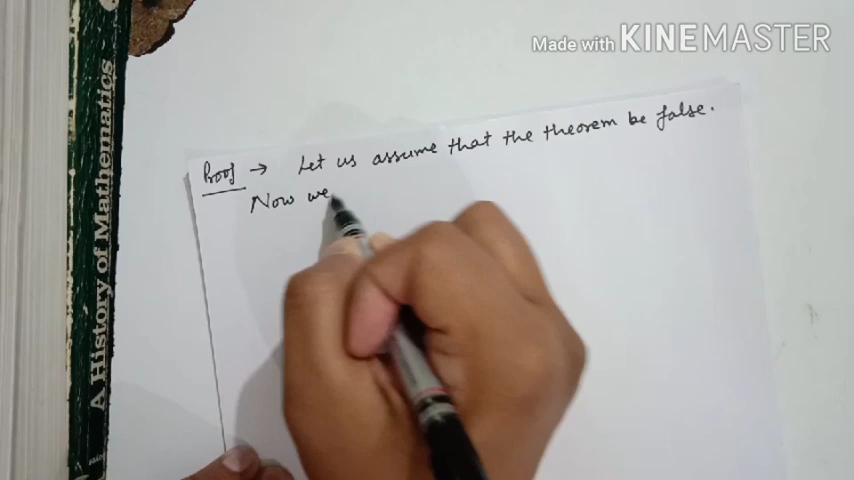 Made with KINEMASTER
A History of Mathematics
Proof → Let us assume that the theorem be false.
Now we